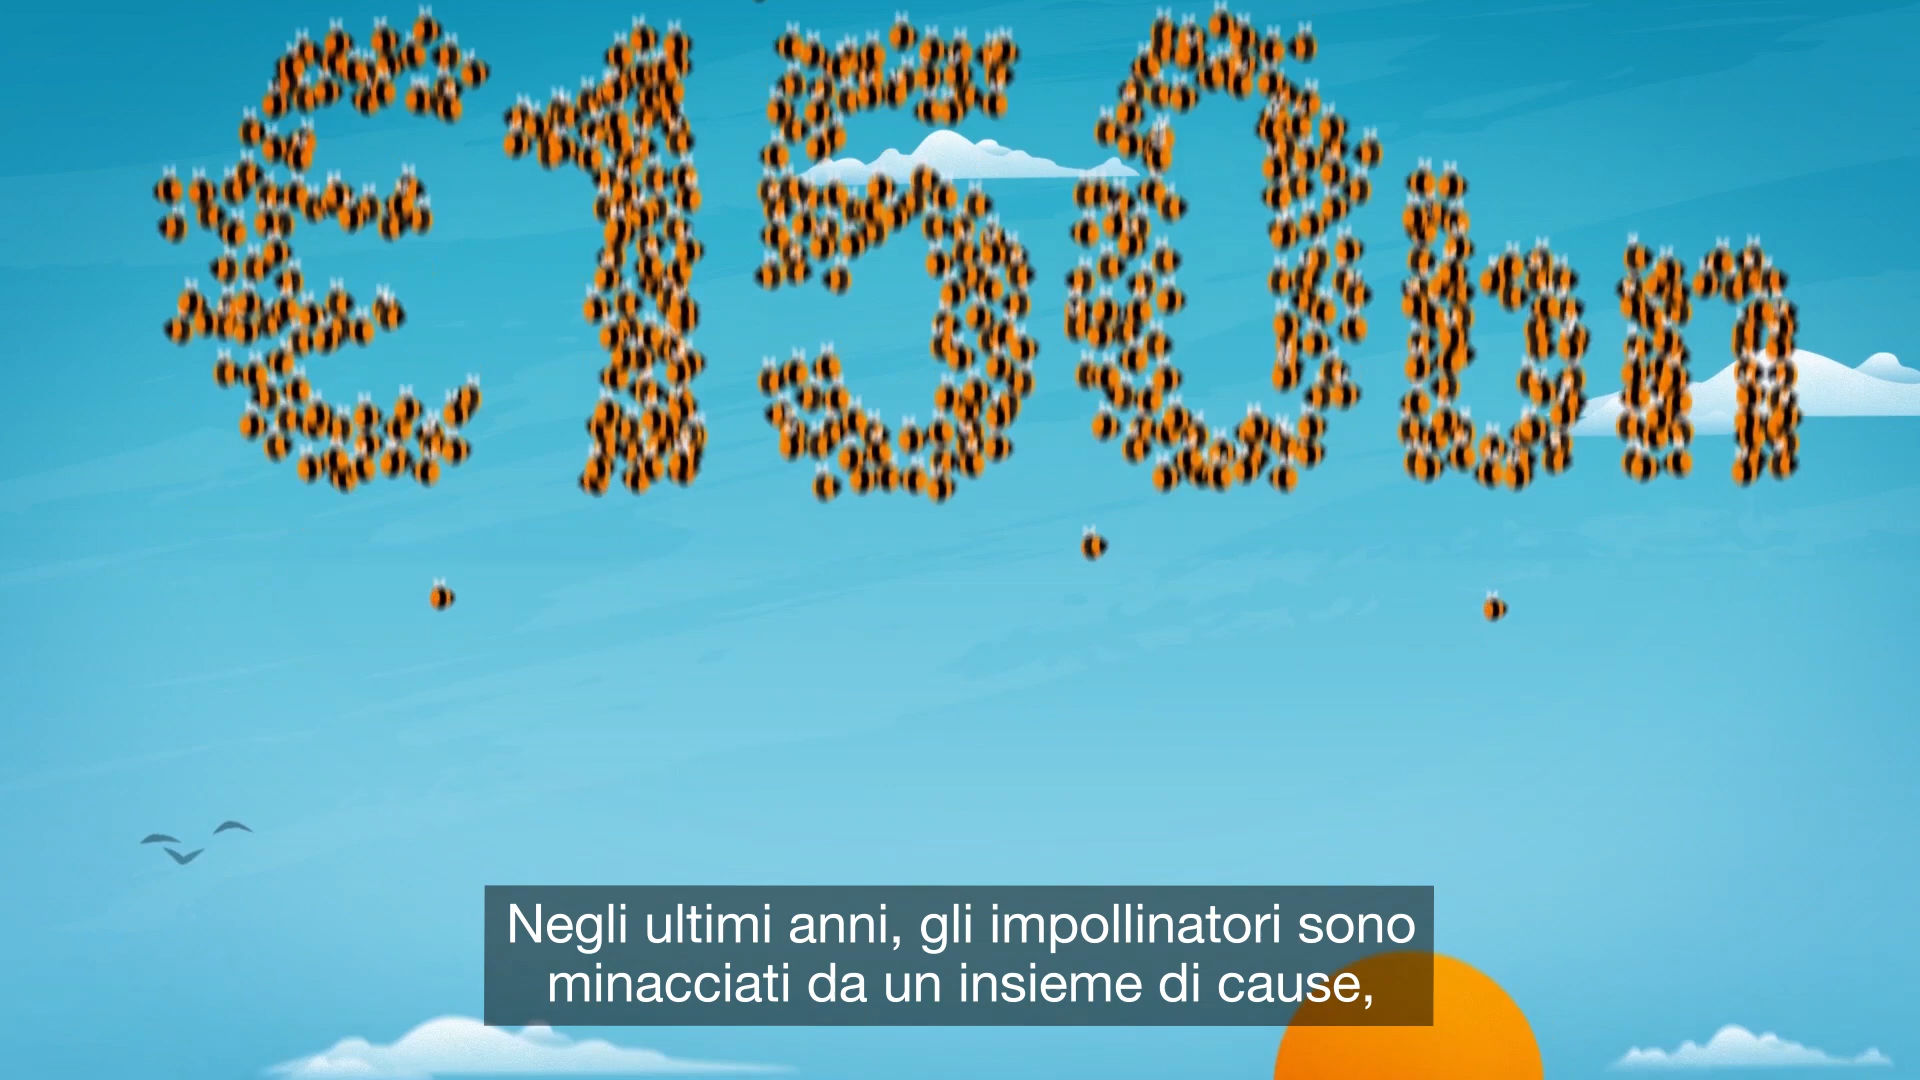 €150bn
Negli ultimi anni, gli impollinatori sono
minacciati da un insieme di cause,